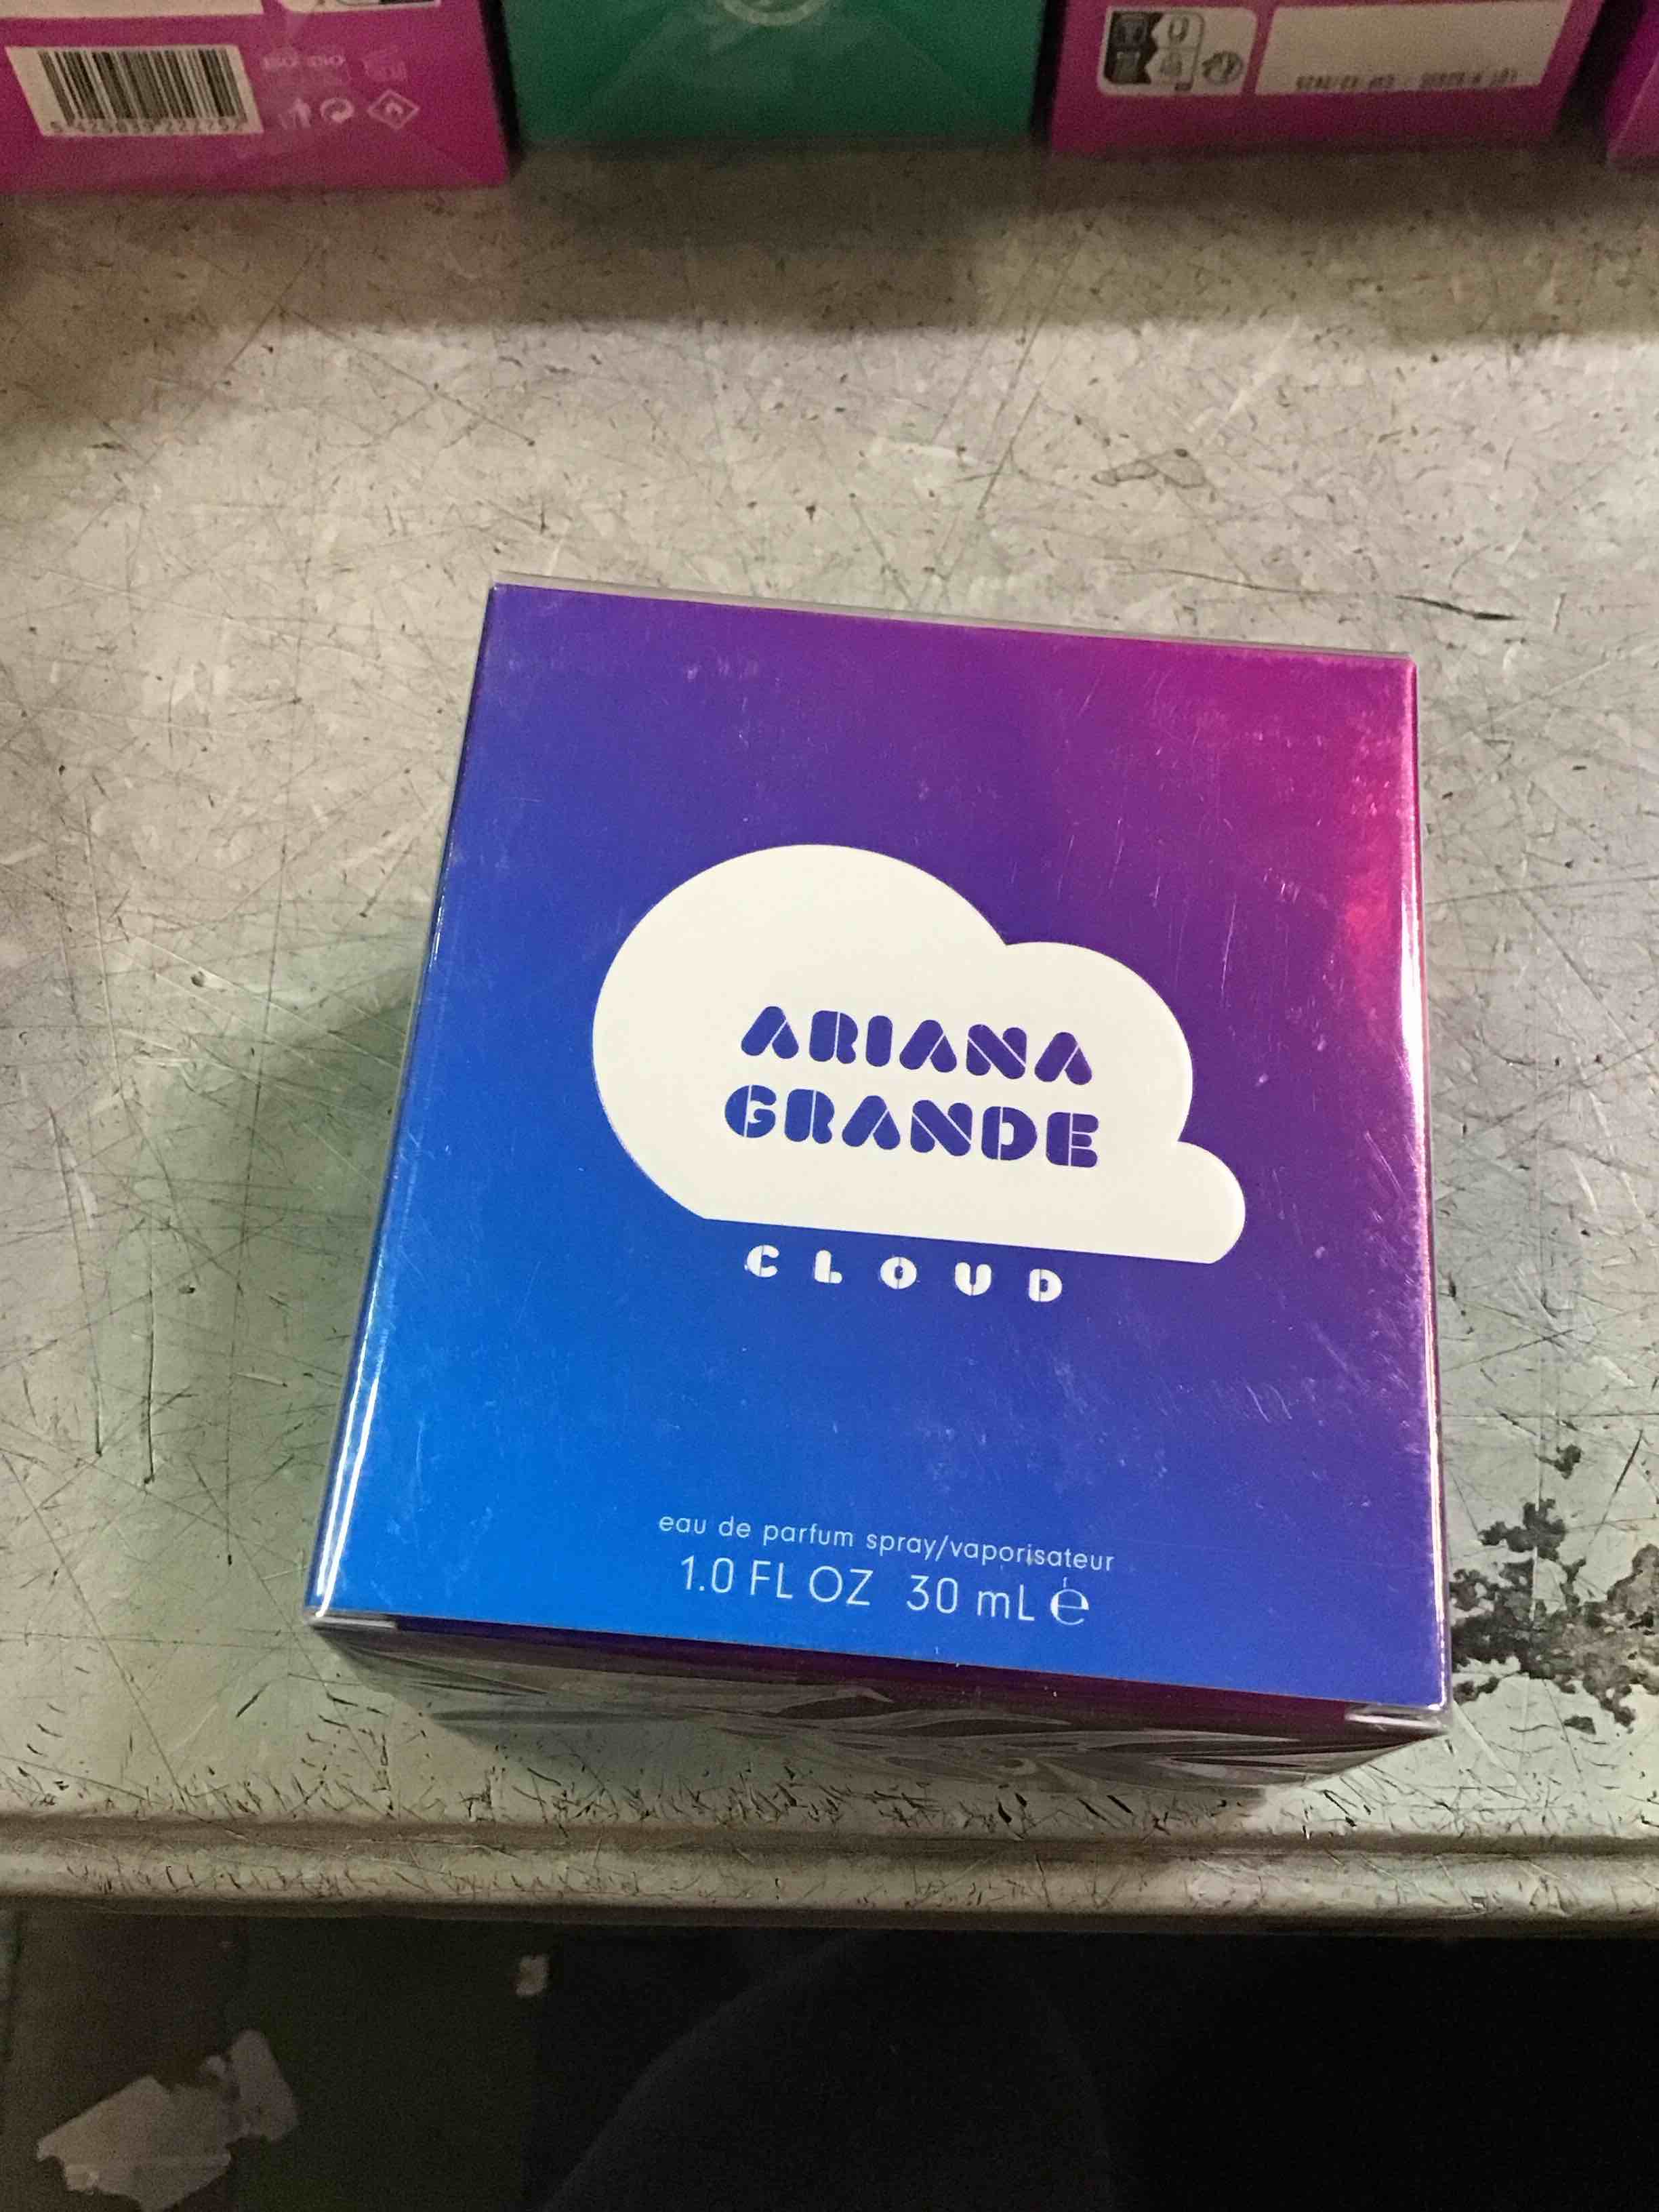 ARIANA
GRANDE
CLOUD
eau de parfum spray/vaporisateur
1.0 FL OZ 30 mL ℮